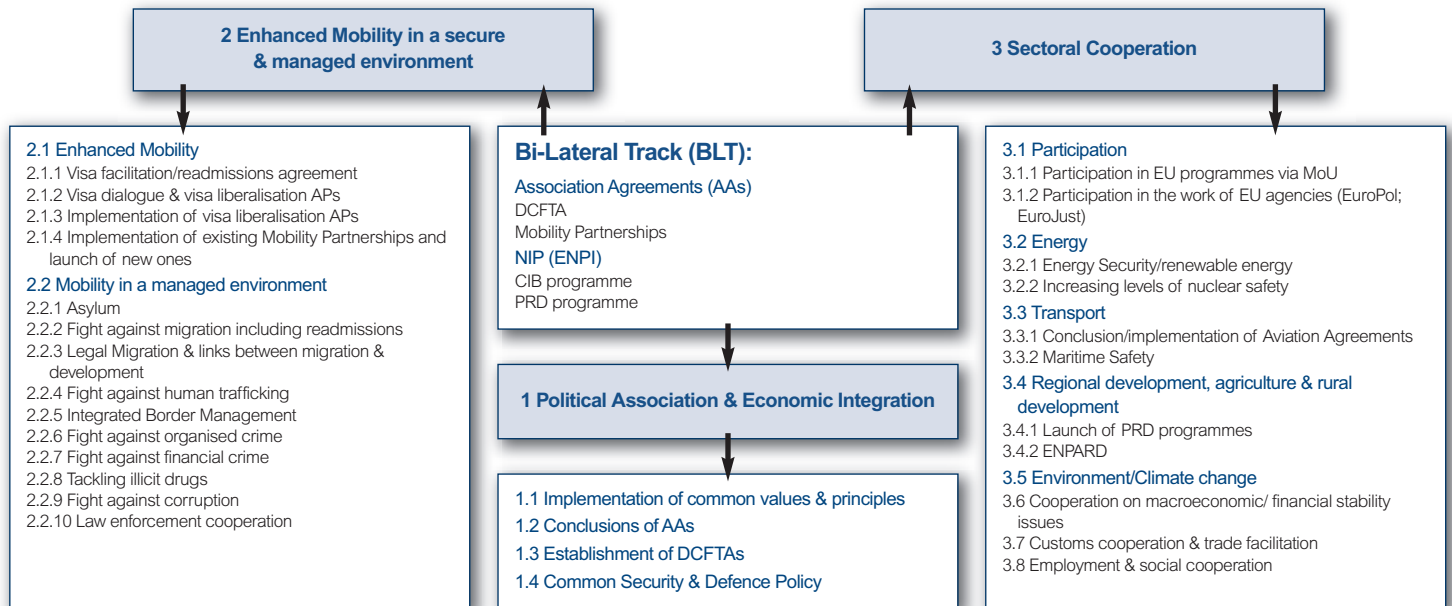 2 Enhanced Mobility in a secure
& managed environment
3 Sectoral Cooperation
2.1 Enhanced Mobility
2.1.1 Visa facilitation/readmissions agreement
2.1.2 Visa dialogue & visa liberalisation APs
2.1.3 Implementation of visa liberalisation APs
2.1.4 Implementation of existing Mobility Partnerships and
launch of new ones
2.2 Mobility in a managed environment
2.2.1 Asylum
2.2.2 Fight against migration including readmissions
2.2.3 Legal Migration & links between migration &
development
2.2.4 Fight against human trafficking
2.2.5 Integrated Border Management
2.2.6 Fight against organised crime
2.2.7 Fight against financial crime
2.2.8 Tackling illicit drugs
2.2.9 Fight against corruption
2.2.10 Law enforcement cooperation
Bi-Lateral Track (BLT):
Association Agreements (AAs)
DCFTA
Mobility Partnerships
NIP (ENPI)
CIB programme
PRD programme
1 Political Association & Economic Integration
1.1 Implementation of common values & principles
1.2 Conclusions of AAs
1.3 Establishment of DCFTAs
1.4 Common Security & Defence Policy
3.1 Participation
3.1.1 Participation in EU programmes via MoU
3.1.2 Participation in the work of EU agencies (EuroPol;
EuroJust)
3.2 Energy
3.2.1 Energy Security/renewable energy
3.2.2 Increasing levels of nuclear safety
3.3 Transport
3.3.1 Conclusion/implementation of Aviation Agreements
3.3.2 Maritime Safety
3.4 Regional development, agriculture & rural
development
3.4.1 Launch of PRD programmes
3.4.2 ENPARD
3.5 Environment/Climate change
3.6 Cooperation on macroeconomic/ financial stability
issues
3.7 Customs cooperation & trade facilitation
3.8 Employment & social cooperation